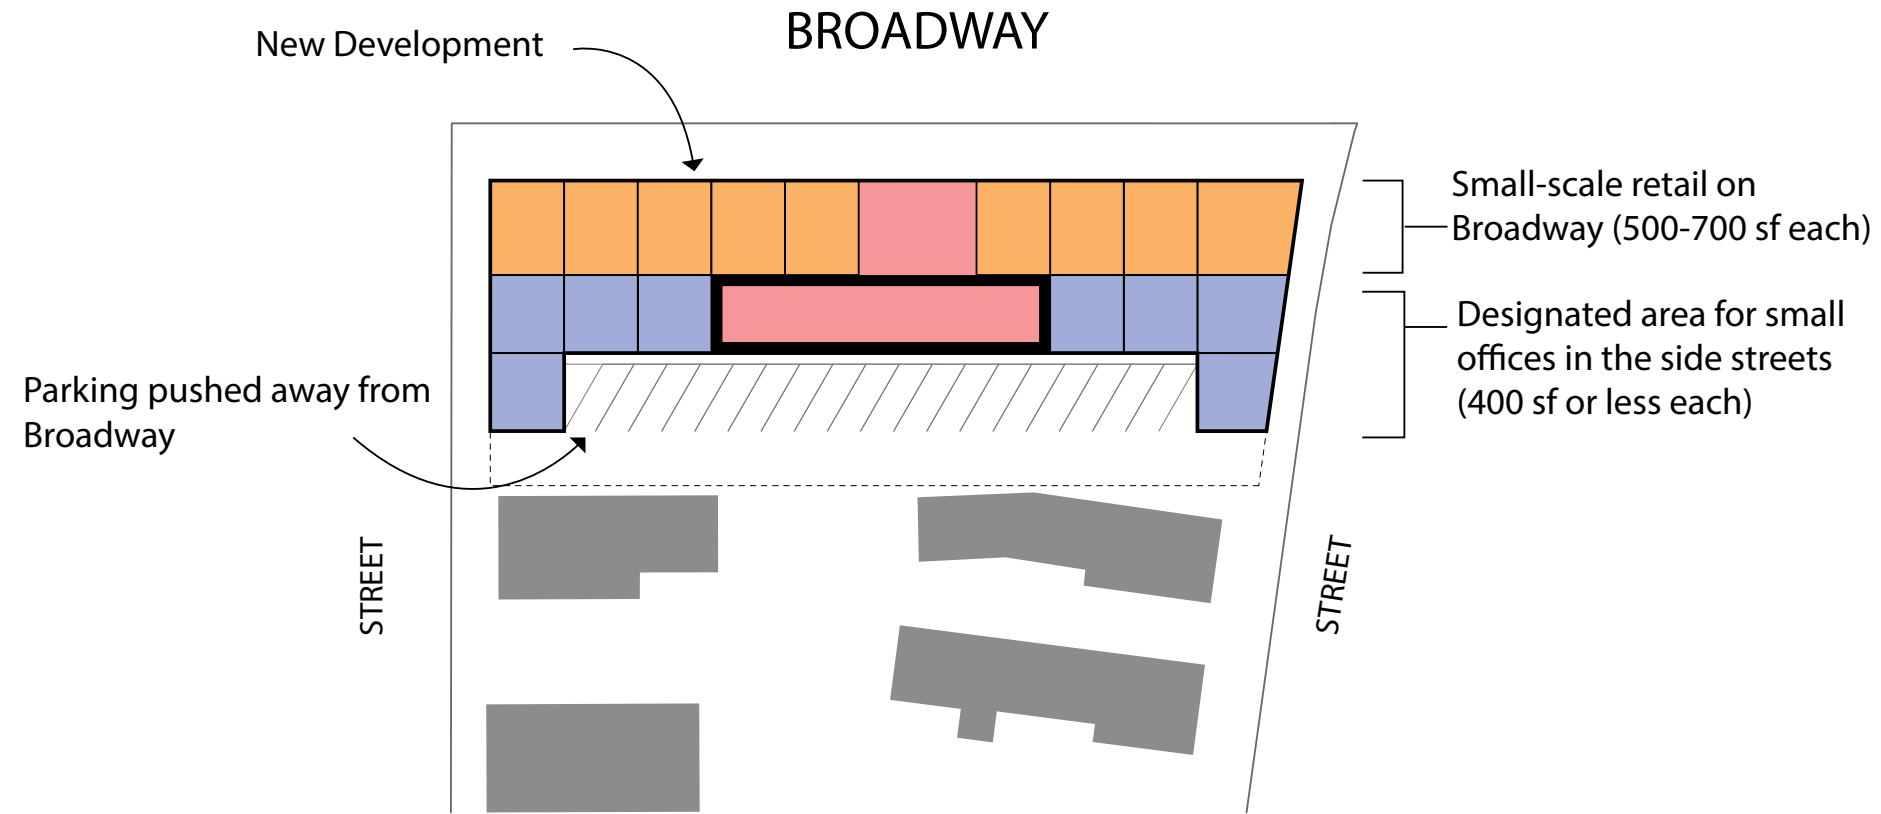 BROADWAY
New Development
Small-scale retail on
Broadway (500-700 sf each)
Designated area for small
offices in the side streets
(400 sf or less each)
Parking pushed away from
Broadway
STREET
STREET